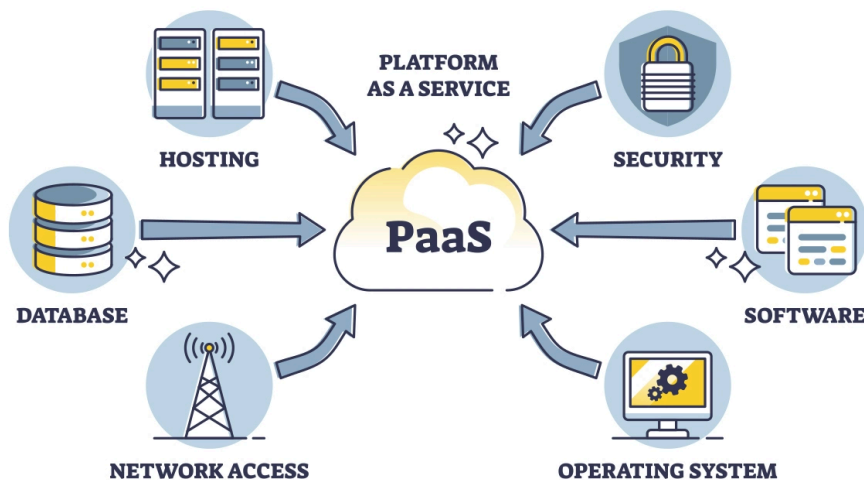 PLATFORM
AS A SERVICE
HOSTING
SECURITY
PaaS
DATABASE
SOFTWARE
NETWORK ACCESS
OPERATING SYSTEM